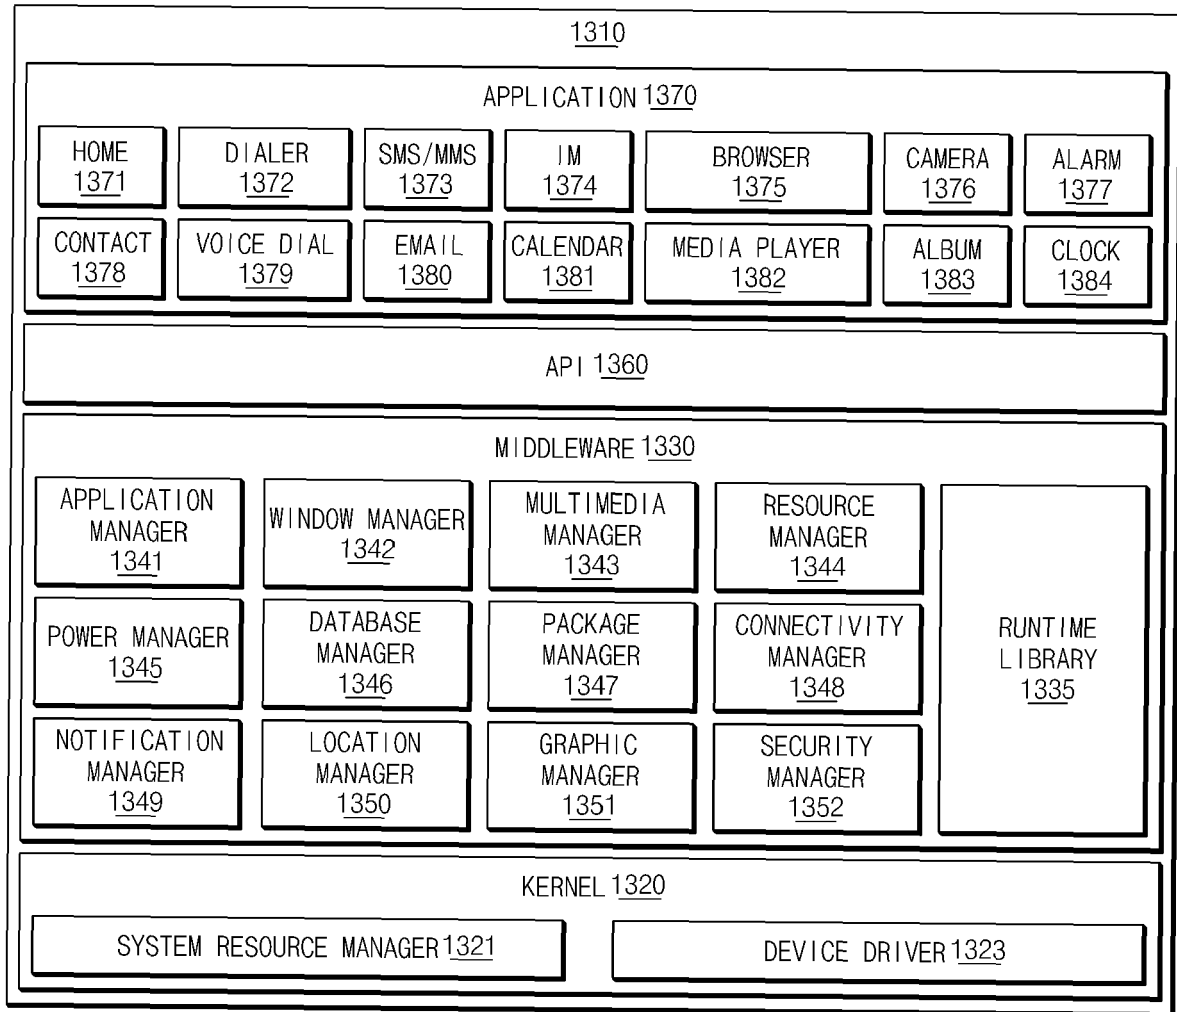 1310
APPLICATION 1370
HOME
1371
DIALER
1372
SMS/MMS
1373
IM
1374
BROWSER
1375
CAMERA
1376
ALARM
1377
CONTACT
1378
VOICE DIAL
1379
EMAIL
1380
CALENDAR
1381
MEDIA PLAYER
1382
ALBUM
1383
CLOCK
1384
API 1360
MIDDLEWARE 1330
APPLICATION
MANAGER
1341
WINDOW MANAGER
1342
MULTIMEDIA
MANAGER
1343
RESOURCE
MANAGER
1344
POWER MANAGER
1345
DATABASE
MANAGER
1346
PACKAGE
MANAGER
1347
CONNECTIVITY
MANAGER
1348
NOTIFICATION
MANAGER
1349
LOCATION
MANAGER
1350
GRAPHIC
MANAGER
1351
SECURITY
MANAGER
1352
RUNTIME
LIBRARY
1335
KERNEL 1320
SYSTEM RESOURCE MANAGER 1321
DEVICE DRIVER 1323